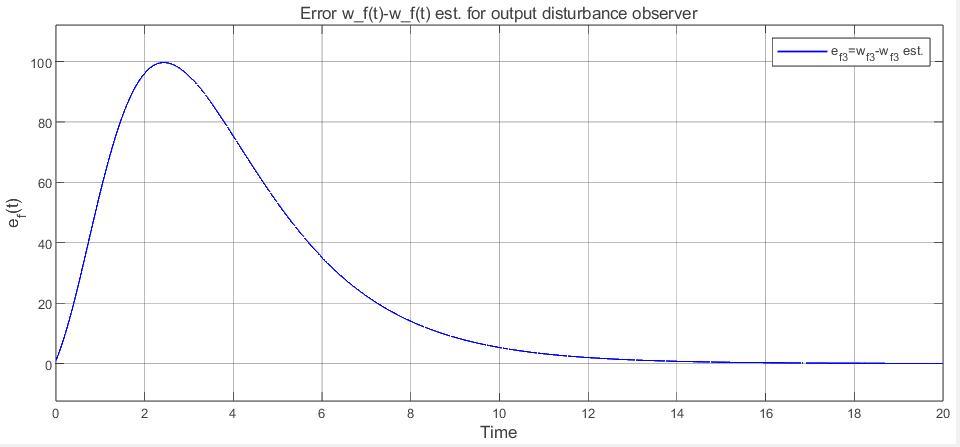 Error w_f(t)-w_f(t) est. for output disturbance observer
e_f3=w_f3-w_f3 est.
100
80
60
40
20
0
e_f(t)
0 2 4 6 8 10 12 14 16 18 20
Time